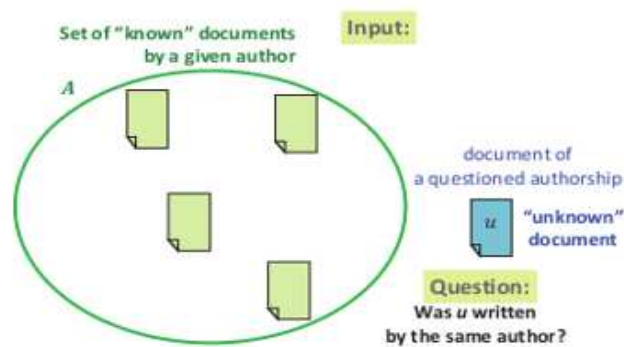 Set of “known” documents
by a given author
Input:
A
document of
a questioned authorship
u
“unknown”
document
Question:
Was u written
by the same author?